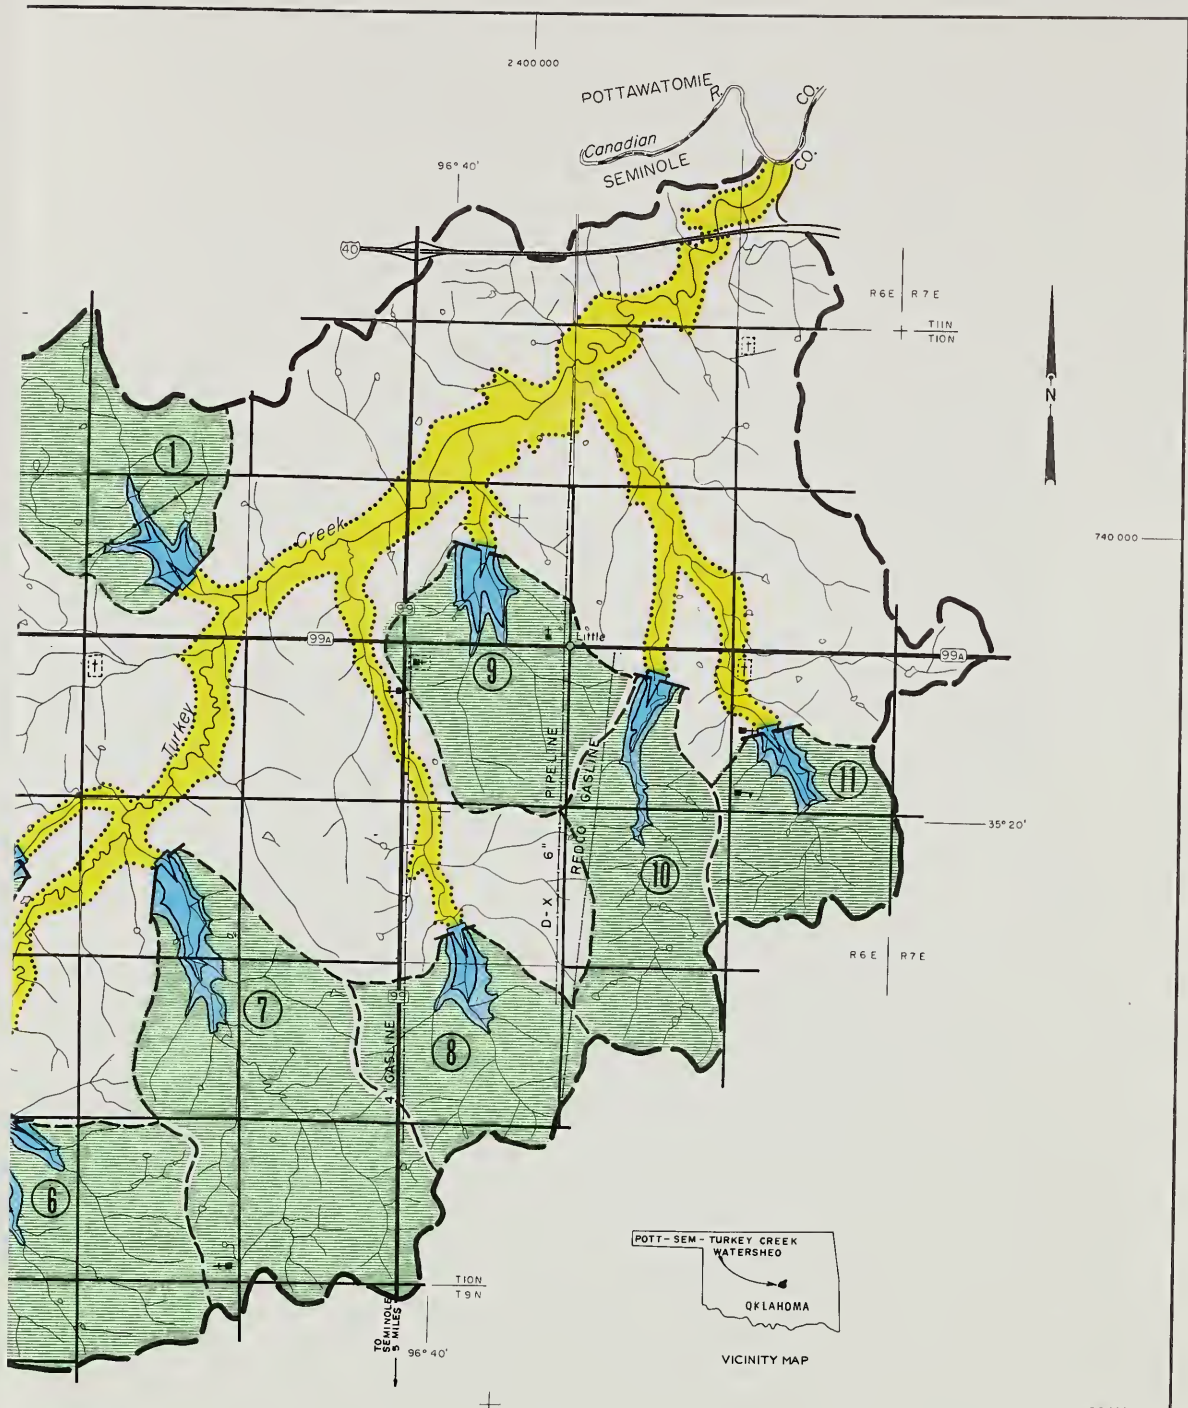 2 400 000
POTTAWATOMIE
R.
CO.
Canadian
CO.
SEMINOLE
96° 40'
40
R6E R7E
T11N
T10N
N
1
Creek
740 000
99
99A
Little
99A
9
Turkey
PIPELINE
GASLINE
11
35° 20'
D-X 6"
REDCO
10
R6E R7E
99
7
8
4" GASLINE
6
POTT-SEM-TURKEY CREEK
WATERSHED
OKLAHOMA
T10N
T9N
TO
SEMINOLE
5 MILES
96° 40'
VICINITY MAP